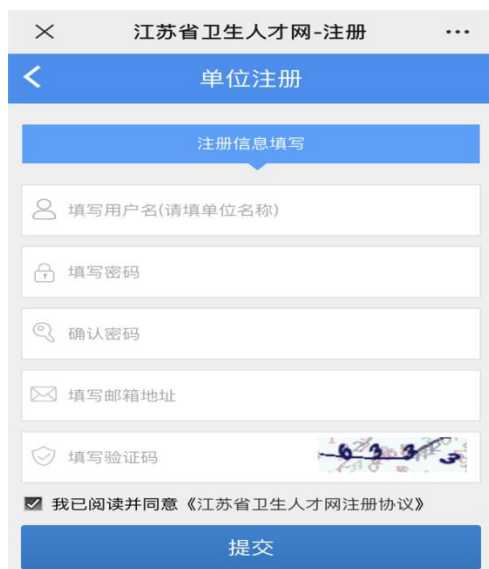 江苏省卫生人才网-注册
单位注册
注册信息填写
填写用户名(请填单位名称)
填写密码
确认密码
填写邮箱地址
填写验证码
我已阅读并同意《江苏省卫生人才网注册协议》
提交